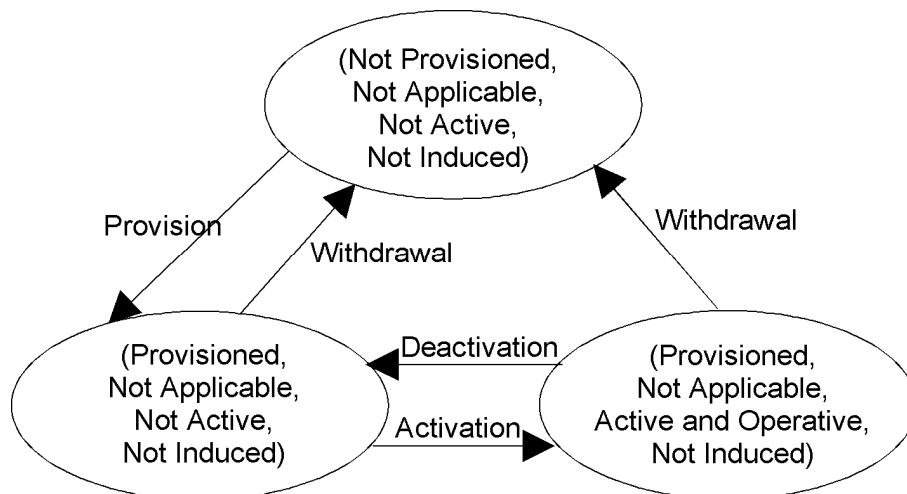 (Not Provisioned,
Not Applicable,
Not Active,
Not Induced)
Provision
Withdrawal
Withdrawal
(Provisioned,
Not Applicable,
Not Active,
Not Induced)
Deactivation
Activation
(Provisioned,
Not Applicable,
Active and Operative,
Not Induced)